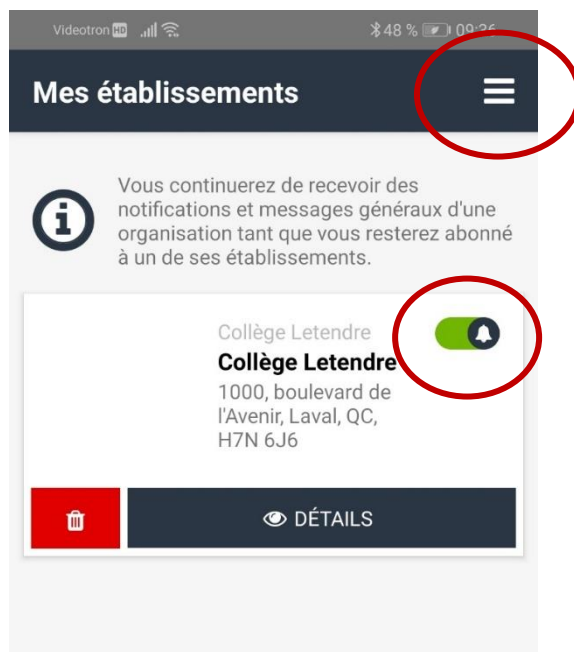 Videotron HD 48 % 09:36
Mes établissements
Vous continuerez de recevoir des
notifications et messages généraux d'une
organisation tant que vous resterez abonné
à un de ses établissements.
Collège Letendre
Collège Letendre
1000, boulevard de
l'Avenir, Laval, QC,
H7N 6J6
DÉTAILS